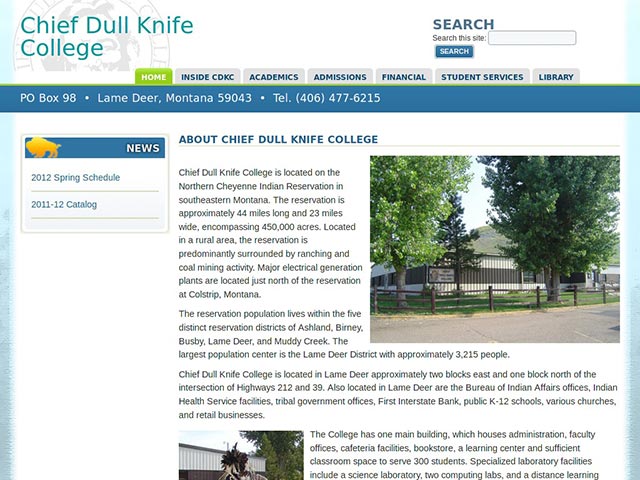 Chief Dull Knife
College
SEARCH
Search this site:
SEARCH
HOME
INSIDE CDKC
ACADEMICS
ADMISSIONS
FINANCIAL
STUDENT SERVICES
LIBRARY
PO Box 98 • Lame Deer, Montana 59043 • Tel. (406) 477-6215
NEWS
2012 Spring Schedule
2011-12 Catalog
ABOUT CHIEF DULL KNIFE COLLEGE
Chief Dull Knife College is located on the
Northern Cheyenne Indian Reservation in
southeastern Montana. The reservation is
approximately 44 miles long and 23 miles
wide, encompassing 450,000 acres. Located
in a rural area, the reservation is
predominantly surrounded by ranching and
coal mining activity. Major electrical generation
plants are located just north of the reservation
at Colstrip, Montana.
The reservation population lives within the five
distinct reservation districts of Ashland, Birney,
Busby, Lame Deer, and Muddy Creek. The
largest population center is the Lame Deer District with approximately 3,215 people.
Chief Dull Knife College is located in Lame Deer approximately two blocks east and one block north of the
intersection of Highways 212 and 39. Also located in Lame Deer are the Bureau of Indian Affairs offices, Indian
Health Service facilities, tribal government offices, First Interstate Bank, public K-12 schools, various churches,
and retail businesses.
The College has one main building, which houses administration, faculty
offices, cafeteria facilities, bookstore, a learning center and sufficient
classroom space to serve 300 students. Specialized laboratory facilities
include a science laboratory, two computing labs, and a distance learning